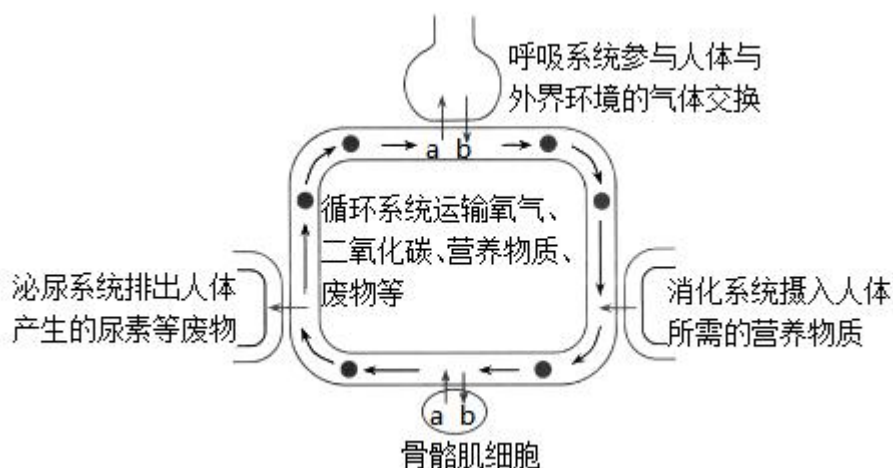 呼吸系统参与人体与
外界环境的气体交换
a b
循环系统运输氧气、
二氧化碳、营养物质、
废物等
泌尿系统排出人体
产生的尿素等废物
消化系统摄入人体
所需的营养物质
a b
骨骼肌细胞